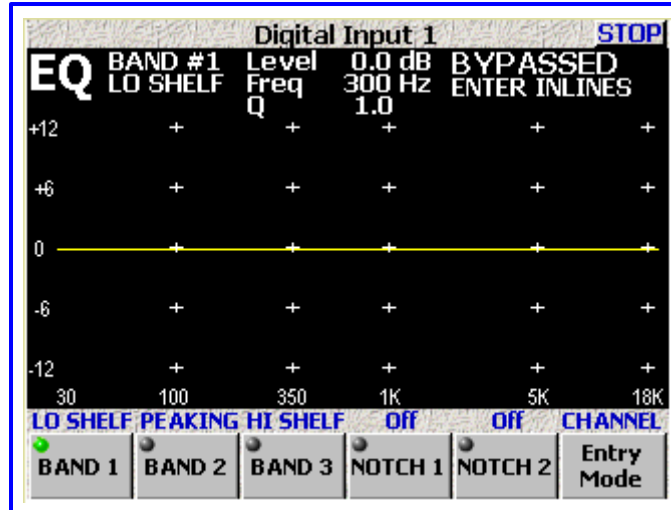 Digital Input 1 STOP
EQ BAND #1 Level 0.0 dB BYPASSED
LO SHELF Freq 300 Hz ENTER INLINES
Q 1.0
+12
+6
0
-6
-12
30 100 350 1K 5K 18K
LO SHELF PEAKING HI SHELF Off Off CHANNEL
BAND 1 BAND 2 BAND 3 NOTCH 1 NOTCH 2 Entry Mode